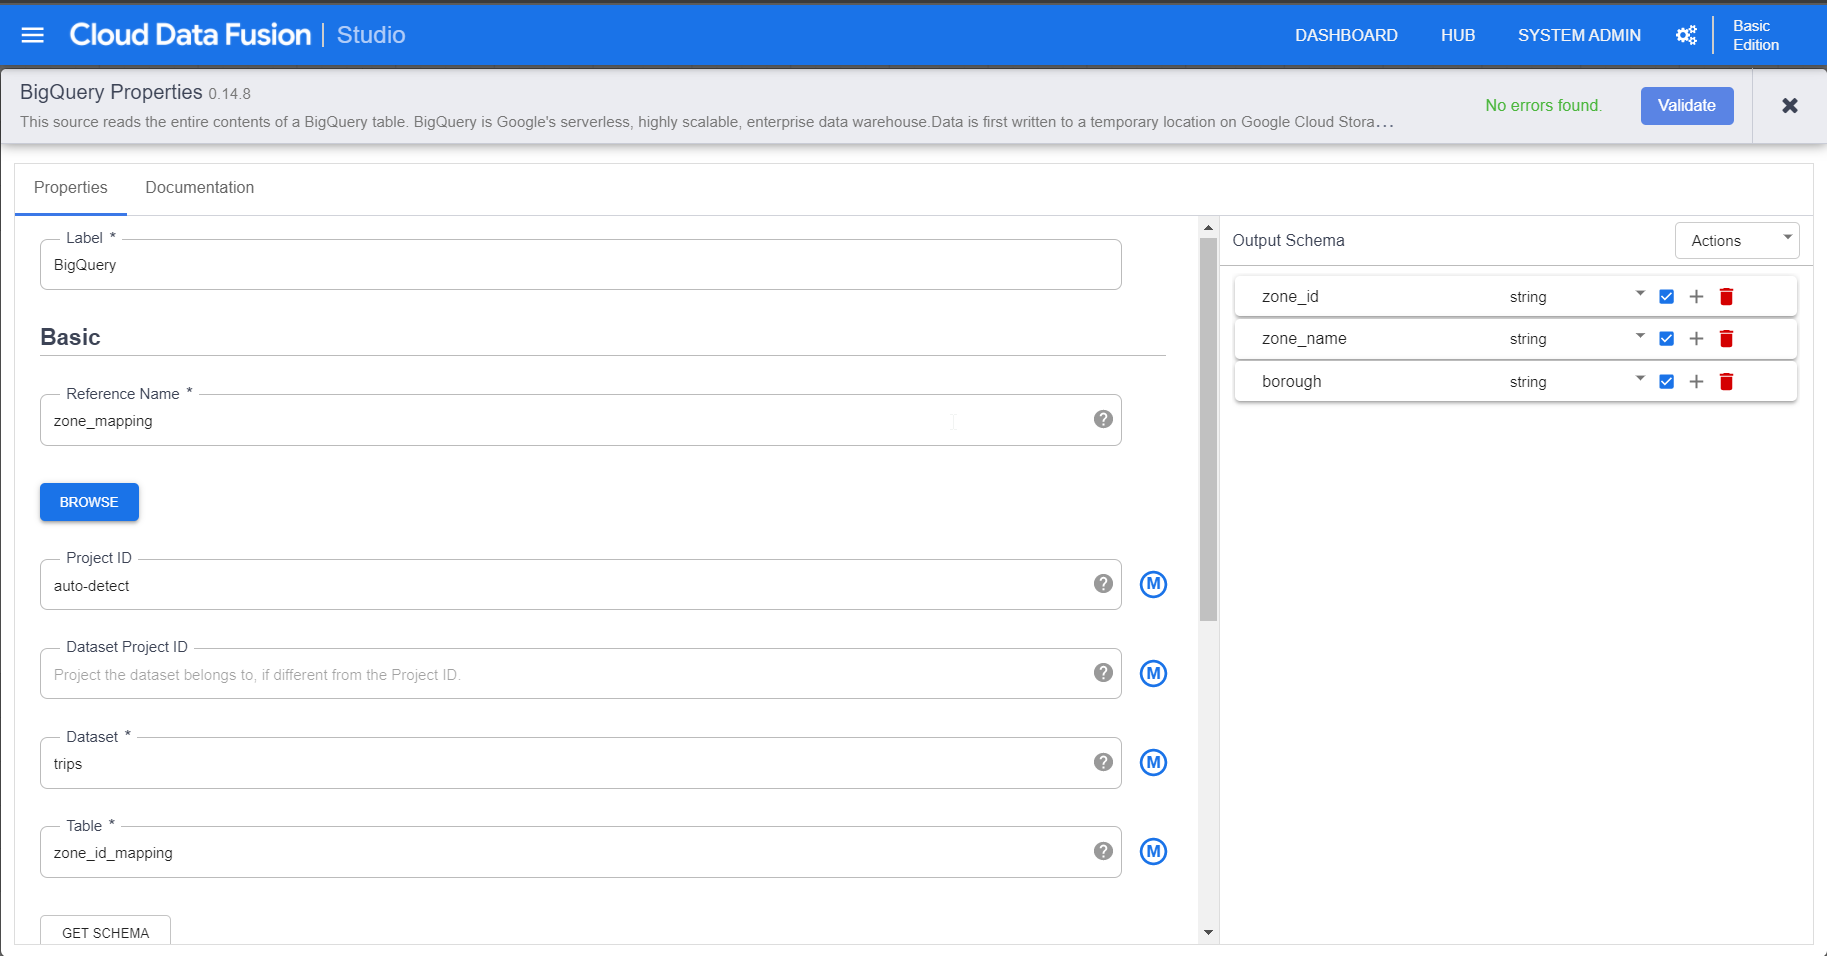 Cloud Data Fusion | Studio
DASHBOARD
HUB
SYSTEM ADMIN
Basic
Edition
BigQuery Properties 0.14.8
This source reads the entire contents of a BigQuery table. BigQuery is Google's serverless, highly scalable, enterprise data warehouse.Data is first written to a temporary location on Google Cloud Stora...
No errors found.
Validate
Properties
Documentation
Label *
BigQuery
Basic
Reference Name *
zone_mapping
?
BROWSE
Project ID
auto-detect
?
M
Dataset Project ID
Project the dataset belongs to, if different from the Project ID.
?
M
Dataset *
trips
?
M
Table *
zone_id_mapping
?
M
GET SCHEMA
Output Schema
Actions
zone_id string
zone_name string
borough string